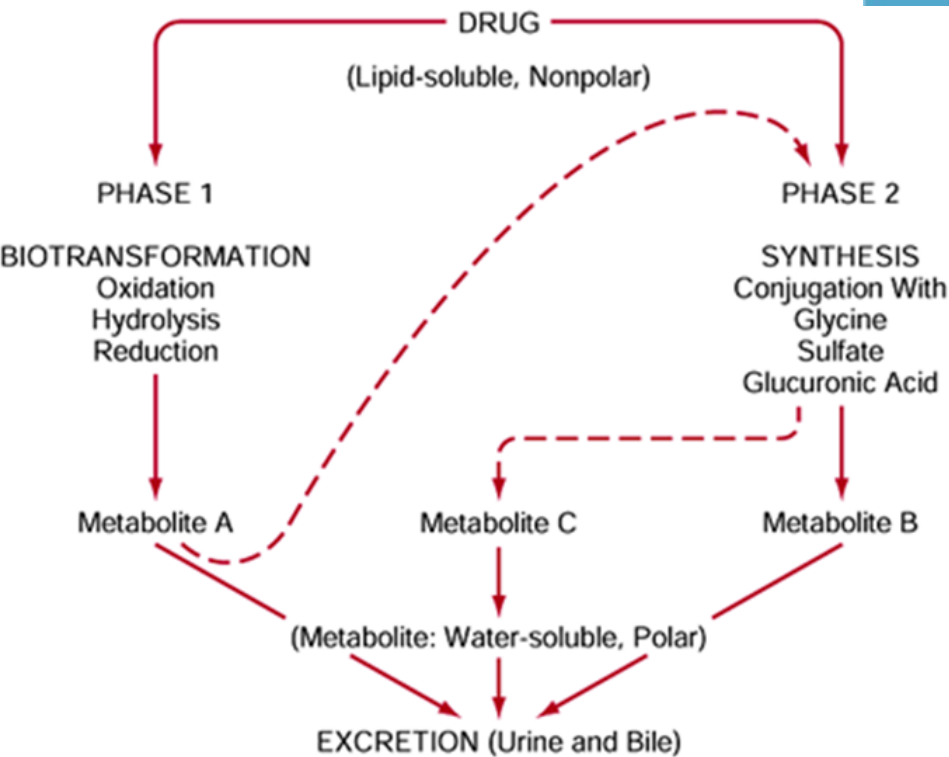 DRUG
(Lipid-soluble, Nonpolar)
PHASE 1
BIOTRANSFORMATION
Oxidation
Hydrolysis
Reduction
PHASE 2
SYNTHESIS
Conjugation With
Glycine
Sulfate
Glucuronic Acid
Metabolite A
Metabolite C
Metabolite B
(Metabolite: Water-soluble, Polar)
EXCRETION (Urine and Bile)